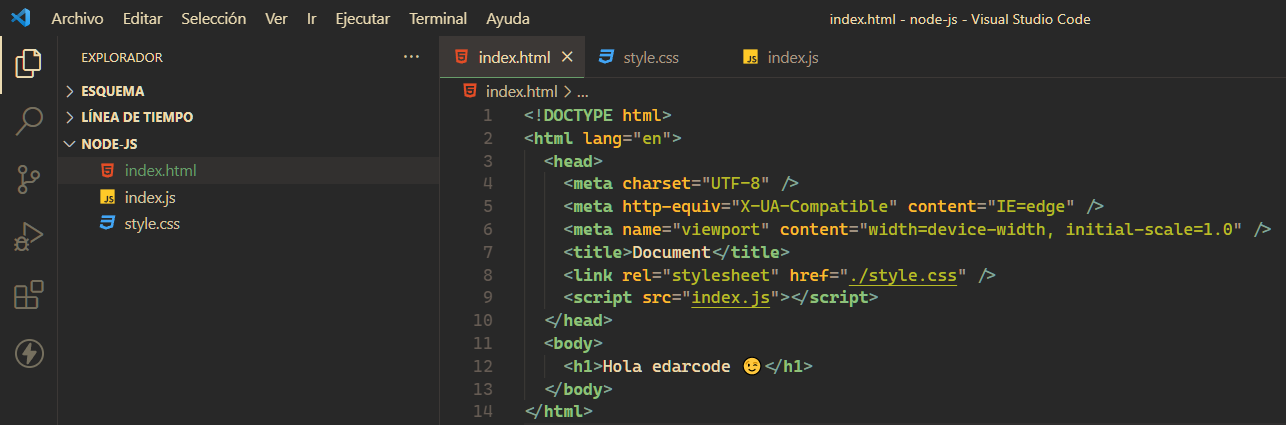 Archivo Editar Selección Ver Ir Ejecutar Terminal Ayuda index.html - node-js - Visual Studio Code
EXPLORADOR ···
ESQUEMA
LÍNEA DE TIEMPO
NODE-JS
index.html
JS index.js
style.css
index.html × style.css JS index.js
index.html > ...
1 <!DOCTYPE html>
2 <html lang="en">
3 <head>
4 <meta charset="UTF-8" />
5 <meta http-equiv="X-UA-Compatible" content="IE=edge" />
6 <meta name="viewport" content="width=device-width, initial-scale=1.0" />
7 <title>Document</title>
8 <link rel="stylesheet" href="./style.css" />
9 <script src="index.js"></script>
10 </head>
11 <body>
12 <h1>Hola edarcode 😉</h1>
13 </body>
14 </html>